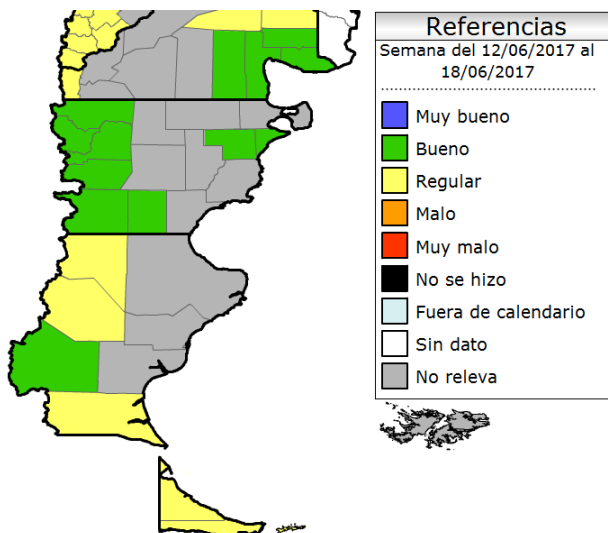 Referencias
Semana del 12/06/2017 al
18/06/2017
Muy bueno
Bueno
Regular
Malo
Muy malo
No se hizo
Fuera de calendario
Sin dato
No releva